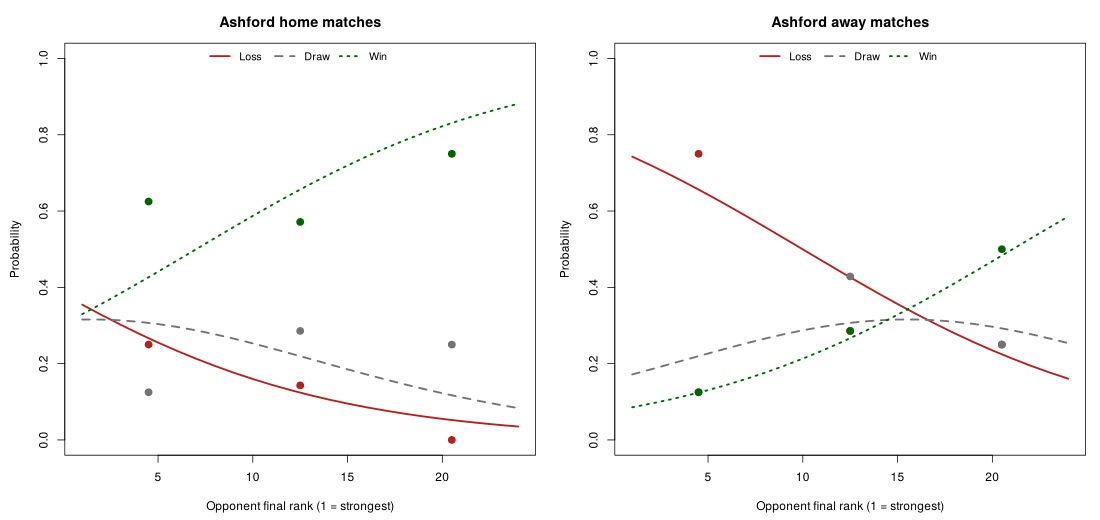 Ashford home matches
Loss Draw Win
1.0
0.8
0.6
0.4
0.2
0.0
Probability
5 10 15 20
Opponent final rank (1 = strongest)
Ashford away matches
Loss Draw Win
1.0
0.8
0.6
0.4
0.2
0.0
Probability
5 10 15 20
Opponent final rank (1 = strongest)